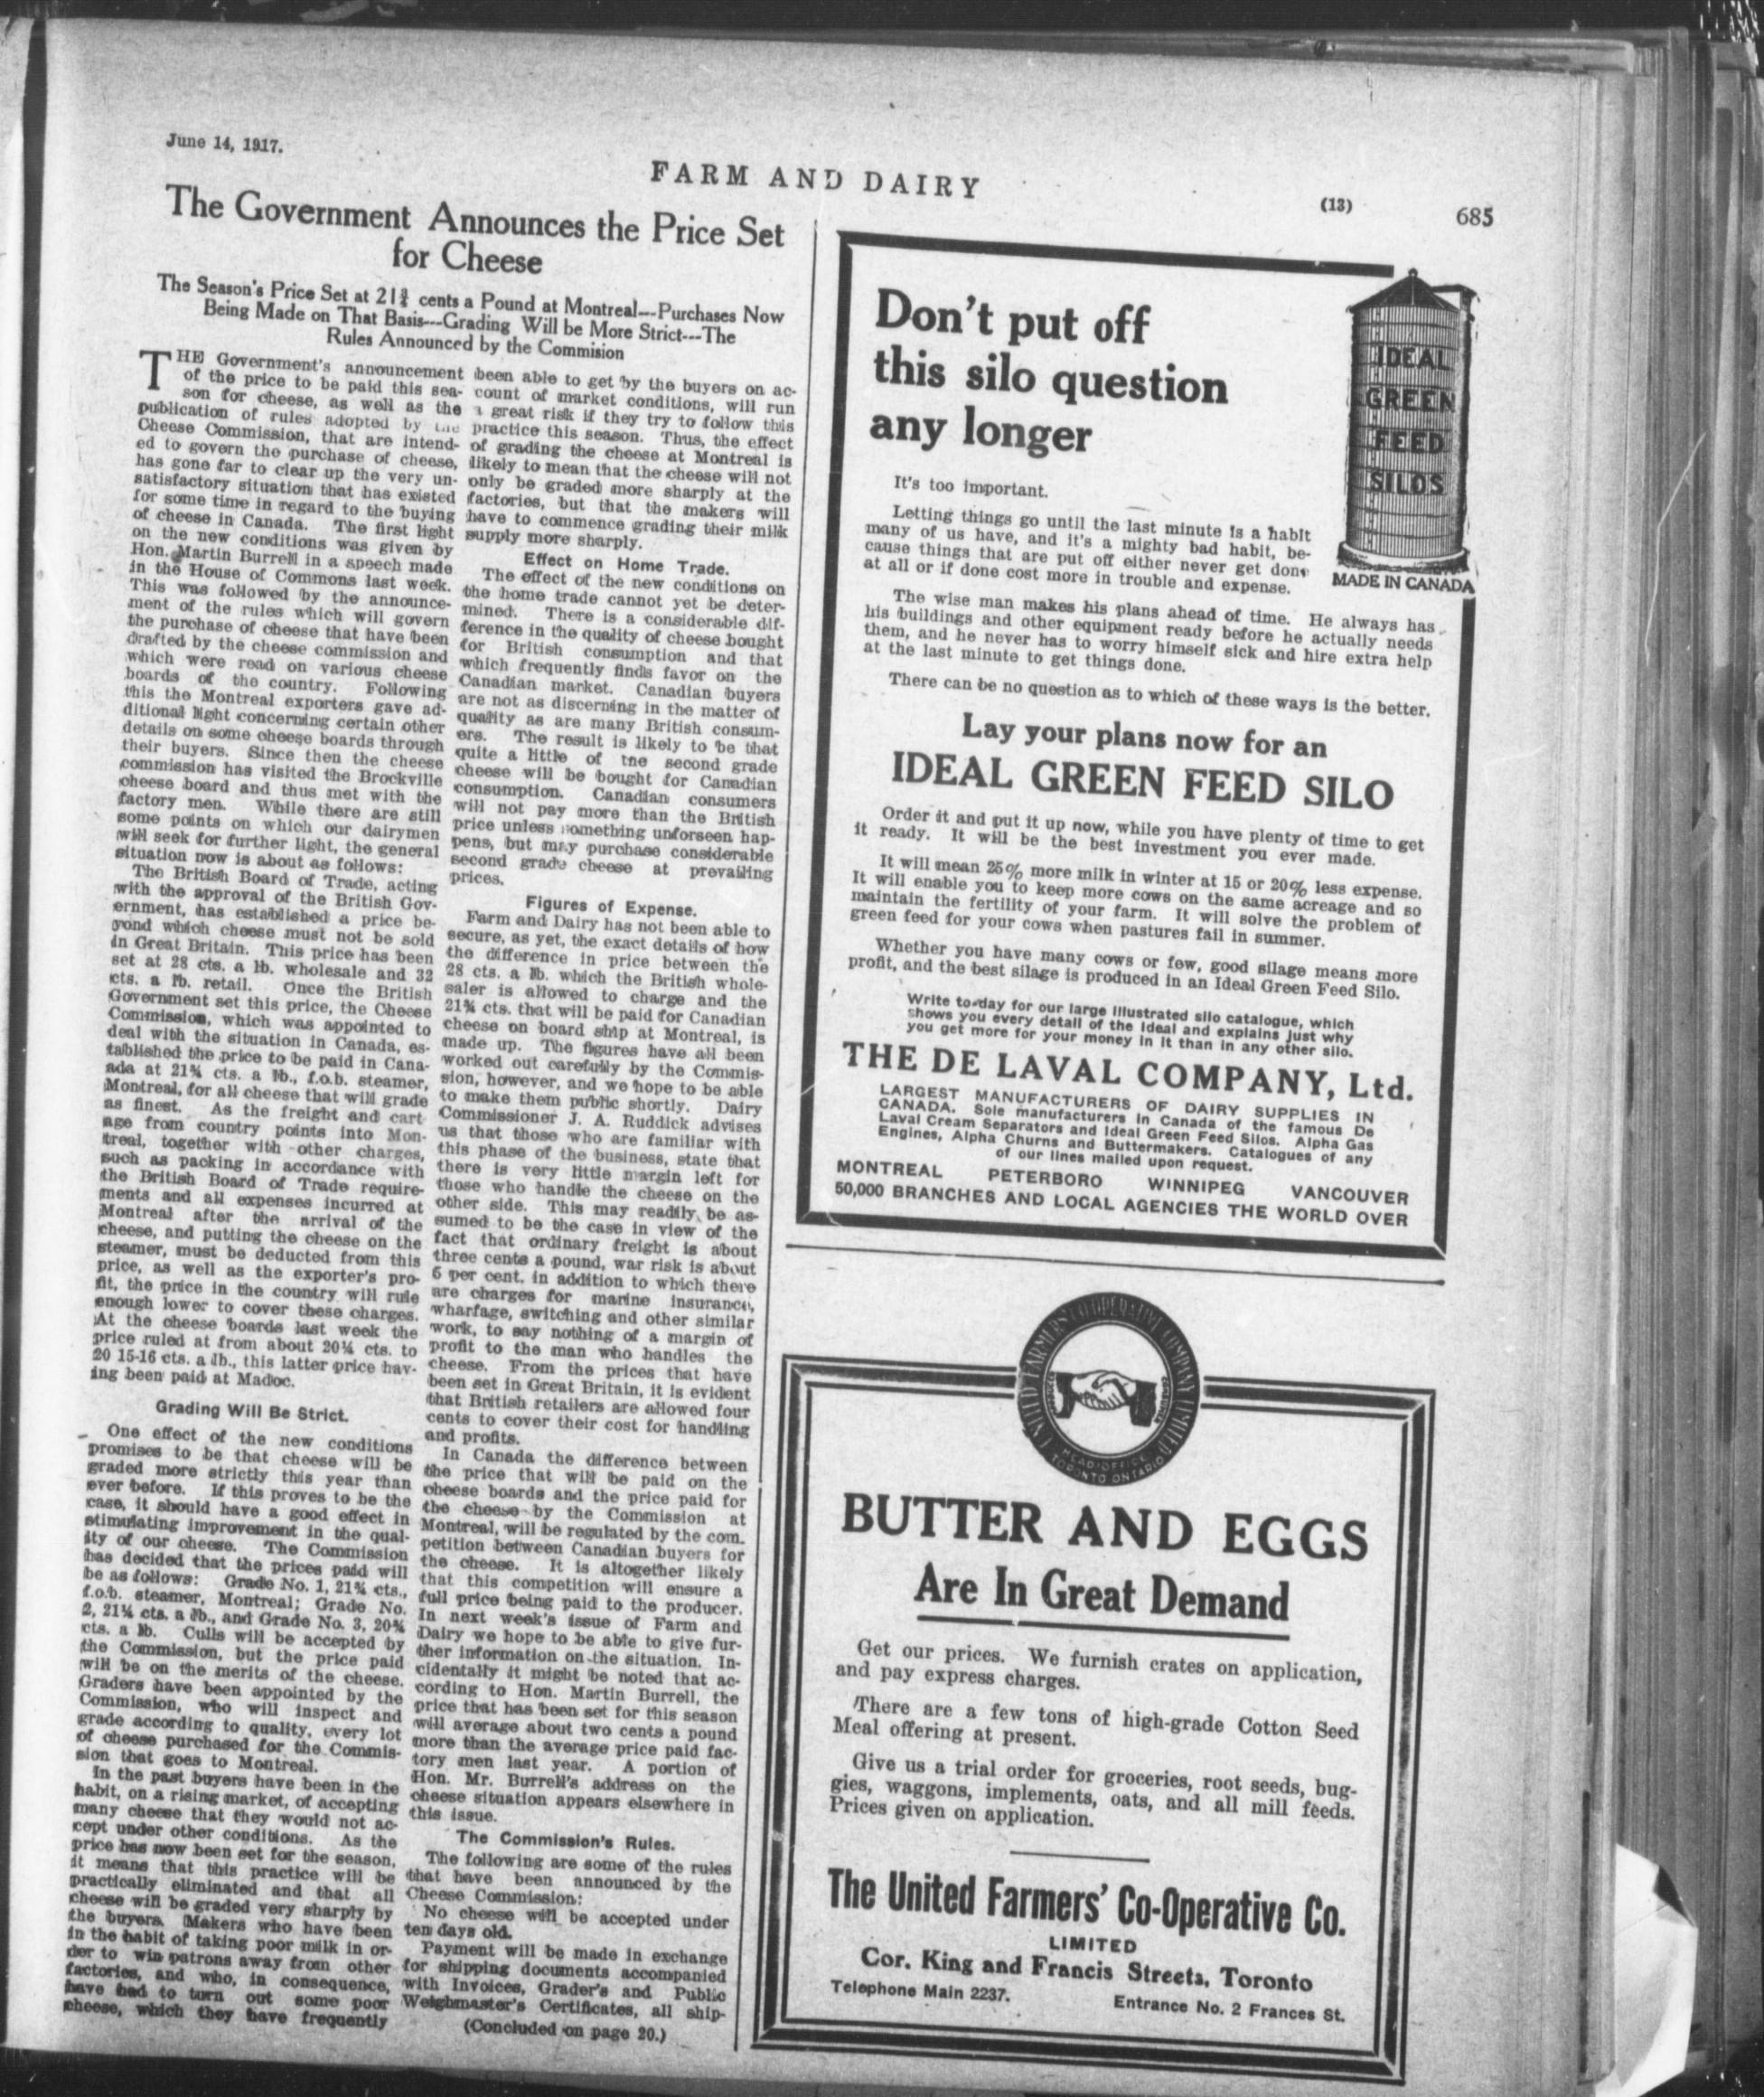 June 14, 1917.
FARM AND DAIRY
(13)
685
The Government Announces the Price Set
for Cheese
The Season's Price Set at 21¾ cents a Pound at Montreal---Purchases Now
Being Made on That Basis---Grading Will be More Strict---The
Rules Announced by the Commision
THE Government's announcement
of the price to be paid this sea-
son for cheese, as well as the
publication of rules adopted by the
Cheese Commission, that are intend-
ed to govern the purchase of cheese,
has gone far to clear up the very un-
satisfactory situation that has existed
for some time in regard to the buying
of cheese in Canada. The first light
on the new conditions was given by
Hon. Martin Burrell in a speech made
in the House of Commons last week.
This was followed by the announce-
ment of the rules which will govern
the purchase of cheese that have been
drafted by the cheese commission and
which were read on various cheese
boards of the country. Following
this the Montreal exporters gave ad-
ditional light concerning certain other
details on some cheese boards through
their buyers. Since then the cheese
commission has visited the Brockville
cheese board and thus met with the
factory men. While there are still
some points on which our dairymen
will seek for further light, the general
situation now is about as follows:
The British Board of Trade, acting
with the approval of the British Gov-
ernment, has established a price be-
yond which cheese must not be sold
in Great Britain. This price has been
set at 28 cts. a lb. wholesale and 32
cts. a lb. retail. Once the British
Government set this price, the Cheese
Commission, which was appointed to
deal with the situation in Canada, es-
tablished the price to be paid in Cana-
ada at 21¾ cts. a lb., f.o.b. steamer,
Montreal, for all cheese that will grade
as finest. As the freight and cart
age from country points into Mon-
treal, together with other charges,
such as packing in accordance with
the British Board of Trade require-
ments and all expenses incurred at
Montreal after the arrival of the
cheese, and putting the cheese on the
steamer, must be deducted from this
price, as well as the exporter's pro-
fit, the price in the country will rule
enough lower to cover these charges.
At the cheese boards last week the
price ruled at from about 20¼ cts. to
20 15-16 cts. a lb., this latter price hav-
ing been paid at Madoc.
Grading Will Be Strict.
One effect of the new conditions
promises to be that cheese will be
graded more strictly this year than
ever before. If this proves to be the
case, it should have a good effect in
stimulating improvement in the qual-
ity of our cheese. The Commission
has decided that the prices paid will
be as follows: Grade No. 1, 21¾ cts.,
f.o.b. steamer, Montreal; Grade No.
2, 21¼ cts. a lb., and Grade No. 3, 20¾
cts. a lb. Culls will be accepted by
the Commission, but the price paid
will be on the merits of the cheese.
Graders have been appointed by the
Commission, who will inspect and
grade according to quality, every lot
of cheese purchased for the Commis-
sion that goes to Montreal.
In the past buyers have been in the
habit, on a rising market, of accepting
many cheese that they would not ac-
cept under other conditions. As the
price has now been set for the season,
it means that this practice will be
practically eliminated and that all
cheese will be graded very sharply by
the buyers. Makers who have been
in the habit of taking poor milk in or-
der to win patrons away from other
factories, and who, in consequence,
have had to turn out some poor
cheese, which they have frequently
been able to get by the buyers on ac-
count of market conditions, will run
a great risk if they try to follow this
practice this season. Thus, the effect
of grading the cheese at Montreal is
likely to mean that the cheese will not
only be graded more sharply at the
factories, but that the makers will
have to commence grading their milk
supply more sharply.
Effect on Home Trade.
The effect of the new conditions on
the home trade cannot yet be deter-
mined. There is a considerable dif-
ference in the quality of cheese bought
for British consumption and that
which frequently finds favor on the
Canadian market. Canadian buyers
are not as discerning in the matter of
quality as are many British consum-
ers. The result is likely to be that
quite a little of the second grade
cheese will be bought for Canadian
consumption. Canadian consumers
will not pay more than the British
price unless something unforseen hap-
pens, but may purchase considerable
second grade cheese at prevailing
prices.
Figures of Expense.
Farm and Dairy has not been able to
secure, as yet, the exact details of how
the difference in price between the
28 cts. a lb. which the British whole-
saler is allowed to charge and the
21¾ cts. that will be paid for Canadian
cheese on board ship at Montreal, is
made up. The figures have all been
worked out carefully by the Commis-
sion, however, and we hope to be able
to make them public shortly. Dairy
Commissioner J. A. Ruddick advises
us that those who are familiar with
this phase of the business, state that
there is very little margin left for
those who handle the cheese on the
other side. This may readily be as-
sumed to be the case in view of the
fact that ordinary freight is about
three cents a pound, war risk is about
6 per cent. in addition to which there
are charges for marine insurance,
wharfage, switching and other similar
work, to say nothing of a margin of
profit to the man who handles the
cheese. From the prices that have
been set in Great Britain, it is evident
that British retailers are allowed four
cents to cover their cost for handling
and profits.
In Canada the difference between
the price that will be paid on the
cheese boards and the price paid for
the cheese by the Commission at
Montreal, will be regulated by the com.
petition between Canadian buyers for
the cheese. It is altogether likely
that this competition will ensure a
full price being paid to the producer.
In next week's issue of Farm and
Dairy we hope to be able to give fur-
ther information on the situation. In-
cidentally it might be noted that ac-
cording to Hon. Martin Burrell, the
price that has been set for this season
will average about two cents a pound
more than the average price paid fac-
tory men last year. A portion of
Hon. Mr. Burrell's address on the
cheese situation appears elsewhere in
this issue.
The Commission's Rules.
The following are some of the rules
that have been announced by the
Cheese Commission:
No cheese will be accepted under
ten days old.
Payment will be made in exchange
for shipping documents accompanied
with Invoices, Grader's and Public
Weighmaster's Certificates, all ship-
(Concluded on page 20.)
Don't put off
this silo question
any longer
IDEAL
GREEN
FEED
SILOS
MADE IN CANADA
It's too important.
Letting things go until the last minute is a habit
many of us have, and it's a mighty bad habit, be-
cause things that are put off either never get done
at all or if done cost more in trouble and expense.
The wise man makes his plans ahead of time. He always has
his buildings and other equipment ready before he actually needs
them, and he never has to worry himself sick and hire extra help
at the last minute to get things done.
There can be no question as to which of these ways is the better.
Lay your plans now for an
IDEAL GREEN FEED SILO
Order it and put it up now, while you have plenty of time to get
it ready. It will be the best investment you ever made.
It will mean 25% more milk in winter at 15 or 20% less expense.
It will enable you to keep more cows on the same acreage and so
maintain the fertility of your farm. It will solve the problem of
green feed for your cows when pastures fail in summer.
Whether you have many cows or few, good silage means more
profit, and the best silage is produced in an Ideal Green Feed Silo.
Write to-day for our large illustrated silo catalogue, which
shows you every detail of the Ideal and explains just why
you get more for your money in it than in any other silo.
THE DE LAVAL COMPANY, Ltd.
LARGEST MANUFACTURERS OF DAIRY SUPPLIES IN
CANADA. Sole manufacturers in Canada of the famous De
Laval Cream Separators and Ideal Green Feed Silos. Alpha Gas
Engines, Alpha Churns and Buttermakers. Catalogues of any
of our lines mailed upon request.
MONTREAL PETERBORO WINNIPEG VANCOUVER
50,000 BRANCHES AND LOCAL AGENCIES THE WORLD OVER
UNITED FARMERS CO-OPERATIVE COMPANY LIMITED
HEAD OFFICE
TORONTO ONTARIO
BUTTER AND EGGS
Are In Great Demand
Get our prices. We furnish crates on application,
and pay express charges.
There are a few tons of high-grade Cotton Seed
Meal offering at present.
Give us a trial order for groceries, root seeds, bug-
gies, waggons, implements, oats, and all mill feeds.
Prices given on application.
The United Farmers' Co-Operative Co.
LIMITED
Cor. King and Francis Streets, Toronto
Telephone Main 2237.
Entrance No. 2 Frances St.